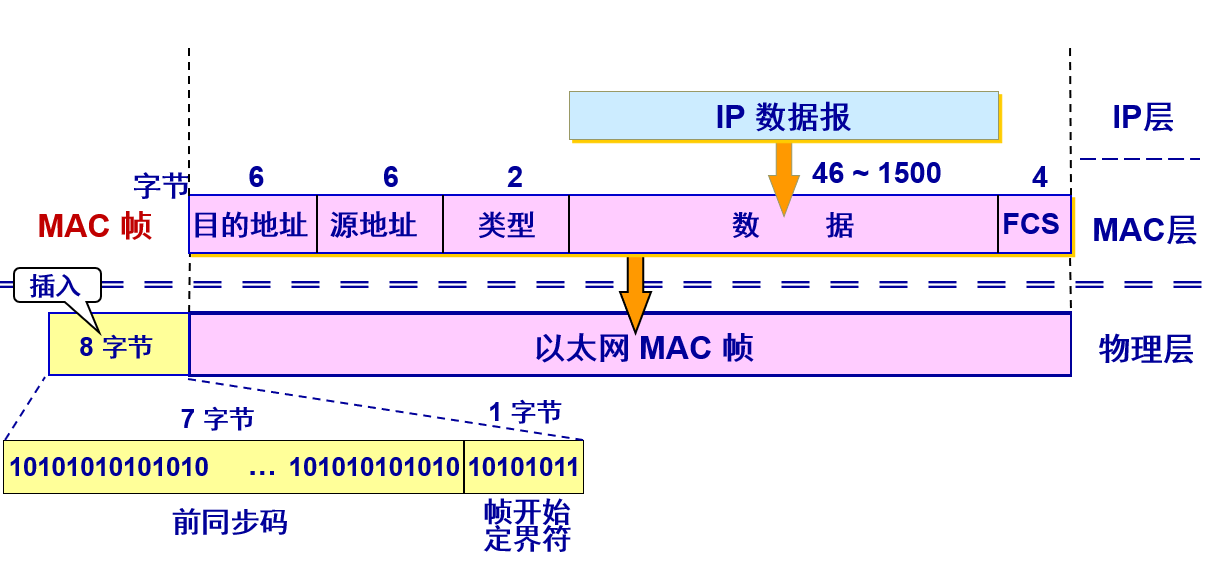 IP 数据报
IP层
字节
6
6
2
46 ~ 1500
4
MAC 帧
目的地址
源地址
类型
数 据
FCS
MAC层
插入
8 字节
以太网 MAC 帧
物理层
7 字节
1 字节
10101010101010 … 101010101010
10101011
前同步码
帧开始
定界符